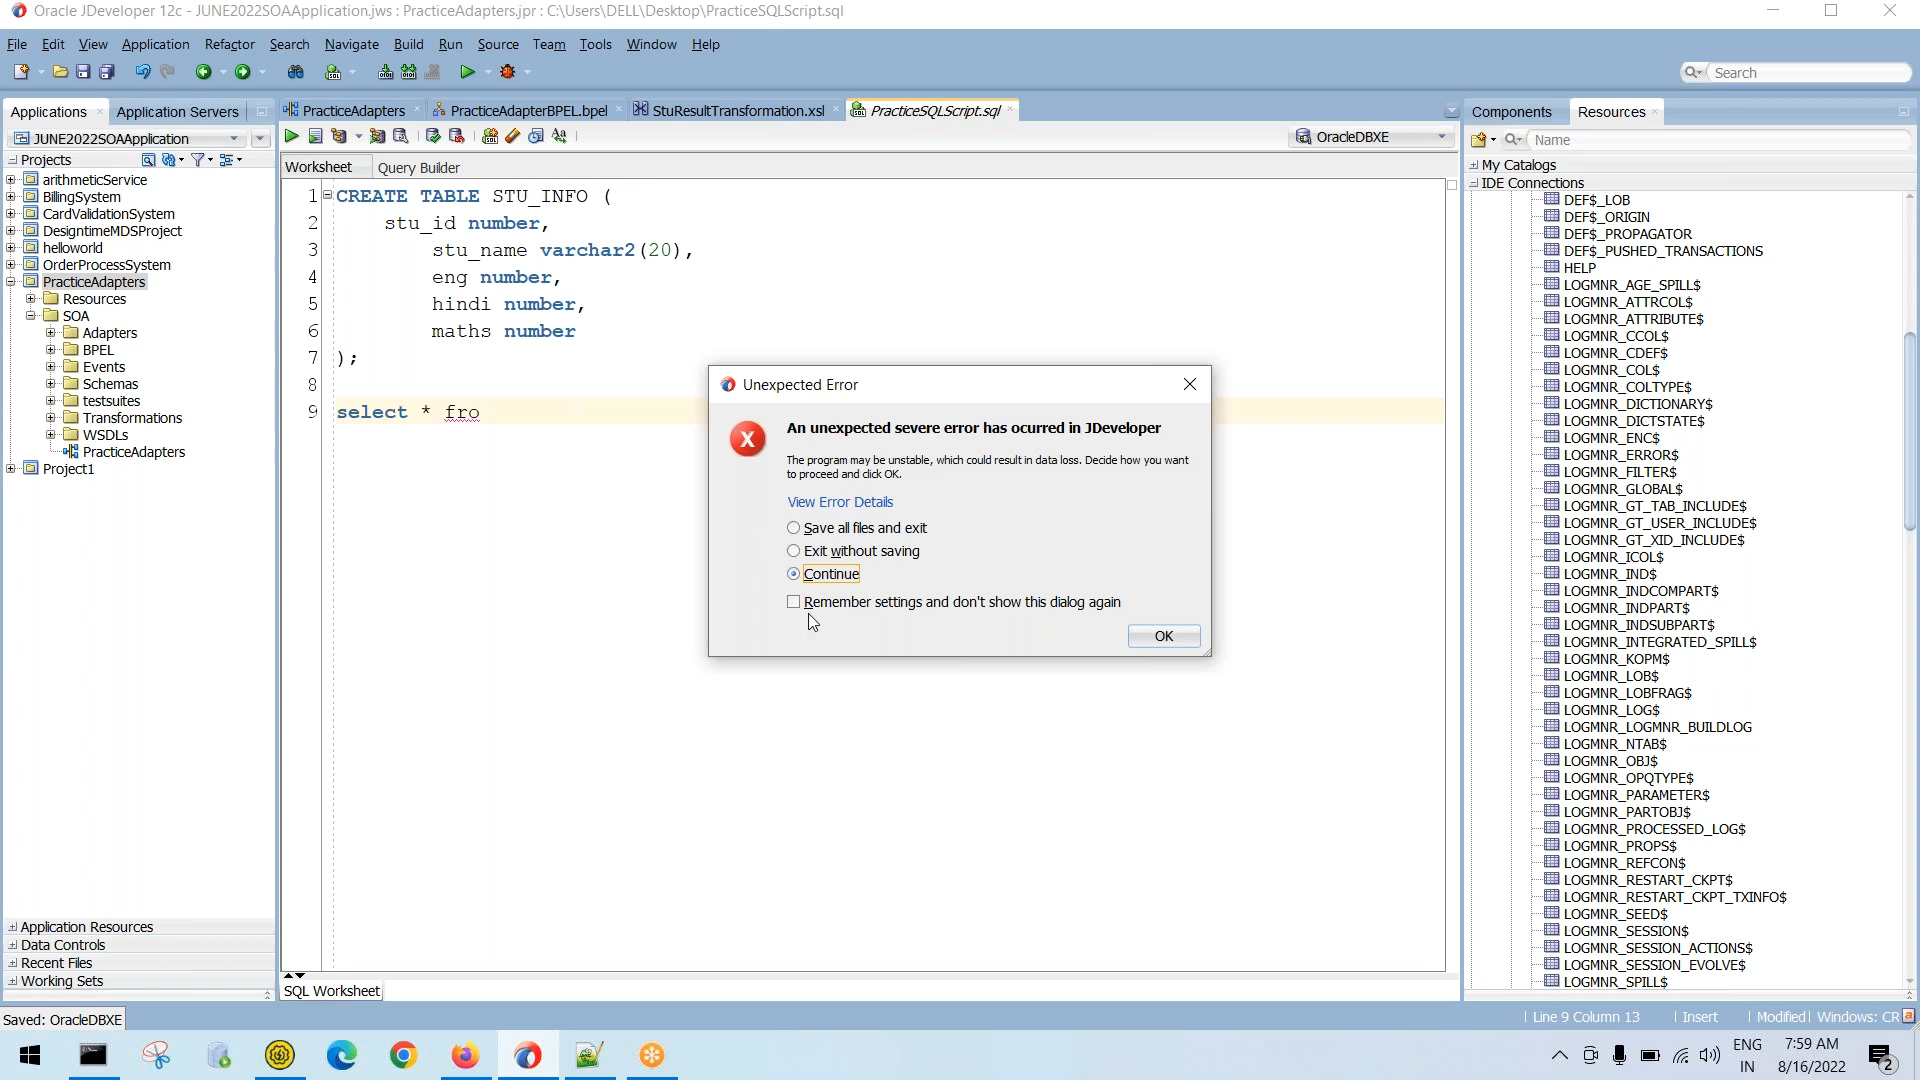 Oracle JDeveloper 12c - JUNE2022SOAApplication.jws : PracticeAdapters.jpr : C:\Users\DELL\Desktop\PracticeSQLScript.sql
File Edit View Application Refactor Search Navigate Build Run Source Team Tools Window Help
Search
Applications Application Servers
JUNE2022SOAApplication
Projects
arithmeticService
BillingSystem
CardValidationSystem
DesigntimeMDSProject
helloworld
OrderProcessSystem
PracticeAdapters
Resources
SOA
Adapters
BPEL
Events
Schemas
testsuites
Transformations
WSDLs
PracticeAdapters
Project1
Application Resources
Data Controls
Recent Files
Working Sets
PracticeAdapters PracticeAdapterBPEL.bpel StuResultTransformation.xsl PracticeSQLScript.sql
OracleDBXE
Worksheet Query Builder
1 CREATE TABLE STU_INFO (
2 stu_id number,
3 stu_name varchar2(20),
4 eng number,
5 hindi number,
6 maths number
7 );
8
9 select * fro
SQL Worksheet
Unexpected Error
An unexpected severe error has ocurred in JDeveloper
The program may be unstable, which could result in data loss. Decide how you want
to proceed and click OK.
View Error Details
Save all files and exit
Exit without saving
Continue
Remember settings and don't show this dialog again
OK
Components Resources
Name
My Catalogs
IDE Connections
DEF$_LOB
DEF$_ORIGIN
DEF$_PROPAGATOR
DEF$_PUSHED_TRANSACTIONS
HELP
LOGMNR_AGE_SPILL$
LOGMNR_ATTRCOL$
LOGMNR_ATTRIBUTE$
LOGMNR_CCOL$
LOGMNR_CDEF$
LOGMNR_COL$
LOGMNR_COLTYPE$
LOGMNR_DICTIONARY$
LOGMNR_DICTSTATE$
LOGMNR_ENC$
LOGMNR_ERROR$
LOGMNR_FILTER$
LOGMNR_GLOBAL$
LOGMNR_GT_TAB_INCLUDE$
LOGMNR_GT_USER_INCLUDE$
LOGMNR_GT_XID_INCLUDE$
LOGMNR_ICOL$
LOGMNR_IND$
LOGMNR_INDCOMPART$
LOGMNR_INDPART$
LOGMNR_INDSUBPART$
LOGMNR_INTEGRATED_SPILL$
LOGMNR_KOPM$
LOGMNR_LOB$
LOGMNR_LOBFRAG$
LOGMNR_LOG$
LOGMNR_LOGMNR_BUILDLOG
LOGMNR_NTAB$
LOGMNR_OBJ$
LOGMNR_OPQTYPE$
LOGMNR_PARAMETER$
LOGMNR_PARTOBJ$
LOGMNR_PROCESSED_LOG$
LOGMNR_PROPS$
LOGMNR_REFCON$
LOGMNR_RESTART_CKPT$
LOGMNR_RESTART_CKPT_TXINFO$
LOGMNR_SEED$
LOGMNR_SESSION$
LOGMNR_SESSION_ACTIONS$
LOGMNR_SESSION_EVOLVE$
LOGMNR_SPILL$
Saved: OracleDBXE
Line 9 Column 13 Insert Modified Windows: CR
ENG
IN
7:59 AM
8/16/2022
2